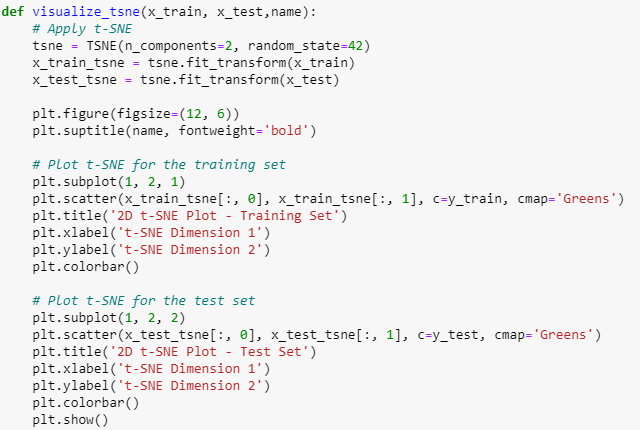 def visualize_tsne(x_train, x_test,name):
    # Apply t-SNE
    tsne = TSNE(n_components=2, random_state=42)
    x_train_tsne = tsne.fit_transform(x_train)
    x_test_tsne = tsne.fit_transform(x_test)

    plt.figure(figsize=(12, 6))
    plt.suptitle(name, fontweight='bold')

    # Plot t-SNE for the training set
    plt.subplot(1, 2, 1)
    plt.scatter(x_train_tsne[:, 0], x_train_tsne[:, 1], c=y_train, cmap='Greens')
    plt.title('2D t-SNE Plot - Training Set')
    plt.xlabel('t-SNE Dimension 1')
    plt.ylabel('t-SNE Dimension 2')
    plt.colorbar()

    # Plot t-SNE for the test set
    plt.subplot(1, 2, 2)
    plt.scatter(x_test_tsne[:, 0], x_test_tsne[:, 1], c=y_test, cmap='Greens')
    plt.title('2D t-SNE Plot - Test Set')
    plt.xlabel('t-SNE Dimension 1')
    plt.ylabel('t-SNE Dimension 2')
    plt.colorbar()
    plt.show()